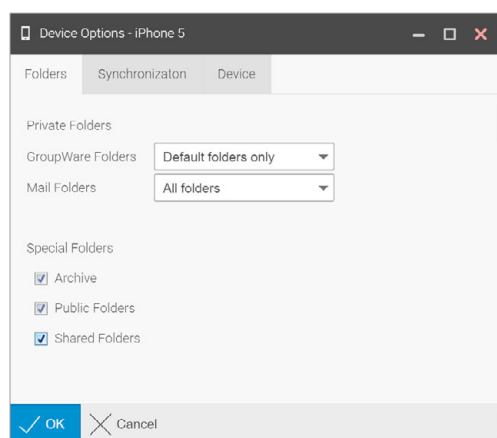 Device Options - iPhone 5
Folders Synchronizaton Device
Private Folders
GroupWare Folders Default folders only
Mail Folders All folders
Special Folders
Archive
Public Folders
Shared Folders
OK Cancel